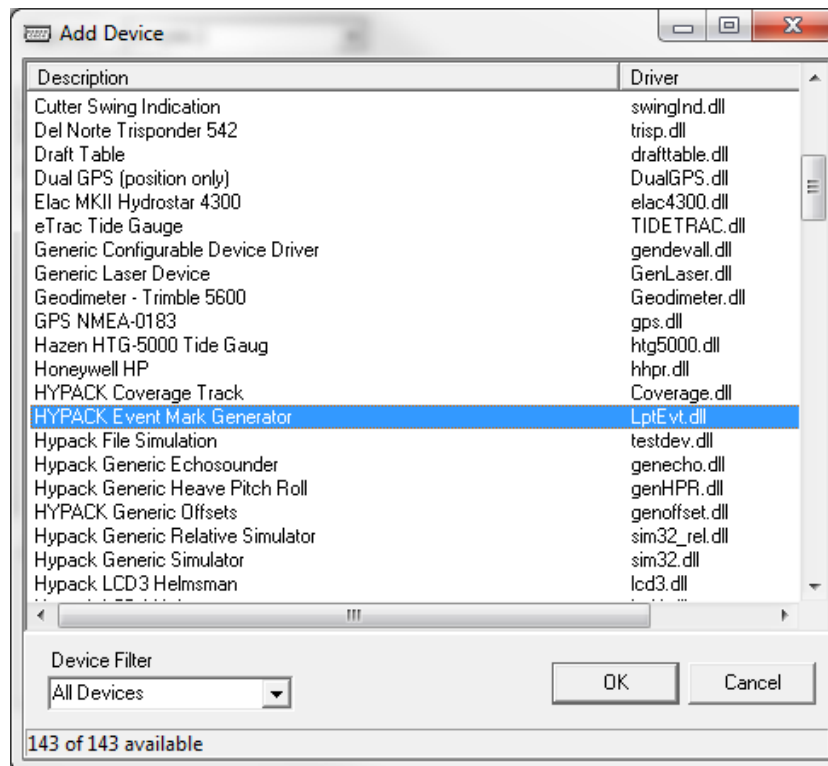 Add Device
Description Driver
Cutter Swing Indication swingInd.dll
Del Norte Trisponder 542 trisp.dll
Draft Table drafttable.dll
Dual GPS (position only) DualGPS.dll
Elac MKII Hydrostar 4300 elac4300.dll
eTrac Tide Gauge TIDETRAC.dll
Generic Configurable Device Driver gendevall.dll
Generic Laser Device GenLaser.dll
Geodimeter - Trimble 5600 Geodimeter.dll
GPS NMEA-0183 gps.dll
Hazen HTG-5000 Tide Gaug htg5000.dll
Honeywell HP hhpr.dll
HYPACK Coverage Track Coverage.dll
HYPACK Event Mark Generator LptEvt.dll
Hypack File Simulation testdev.dll
Hypack Generic Echosounder genecho.dll
Hypack Generic Heave Pitch Roll genHPR.dll
HYPACK Generic Offsets genoffset.dll
Hypack Generic Relative Simulator sim32_rel.dll
Hypack Generic Simulator sim32.dll
Hypack LCD3 Helmsman lcd3.dll
Device Filter
All Devices OK Cancel
143 of 143 available